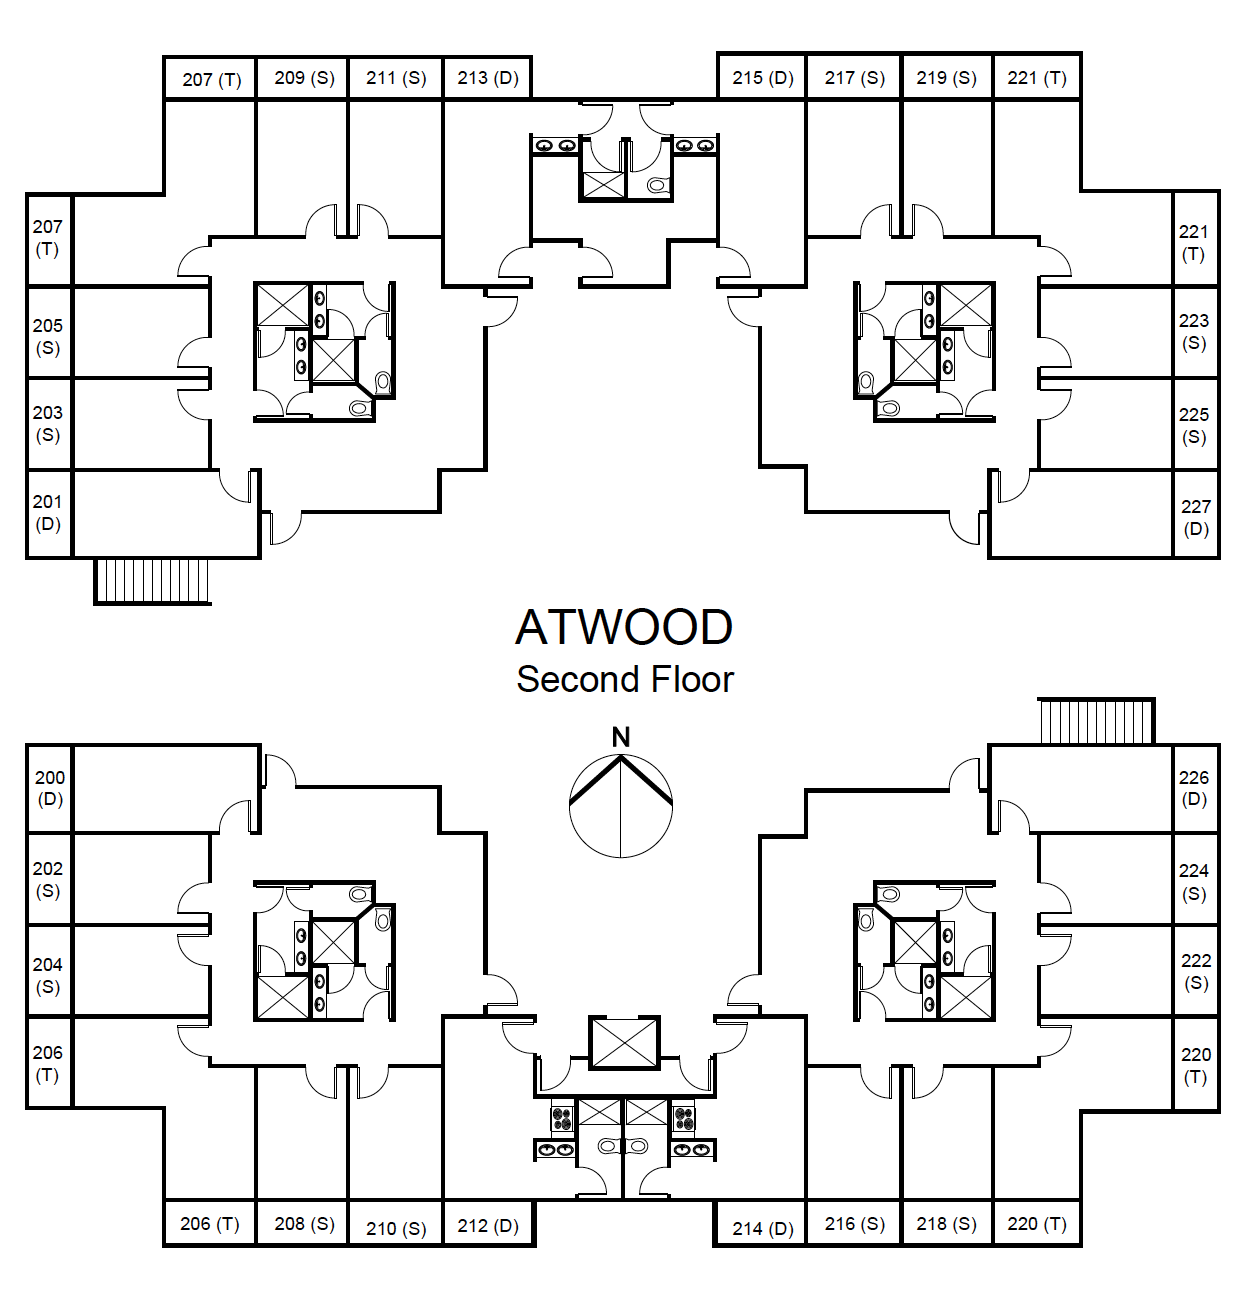 207 (T)
209 (S)
211 (S)
213 (D)
215 (D)
217 (S)
219 (S)
221 (T)
207
(T)
221
(T)
205
(S)
223
(S)
203
(S)
225
(S)
201
(D)
227
(D)
ATWOOD
Second Floor
N
200
(D)
226
(D)
202
(S)
224
(S)
204
(S)
222
(S)
206
(T)
220
(T)
206 (T)
208 (S)
210 (S)
212 (D)
214 (D)
216 (S)
218 (S)
220 (T)